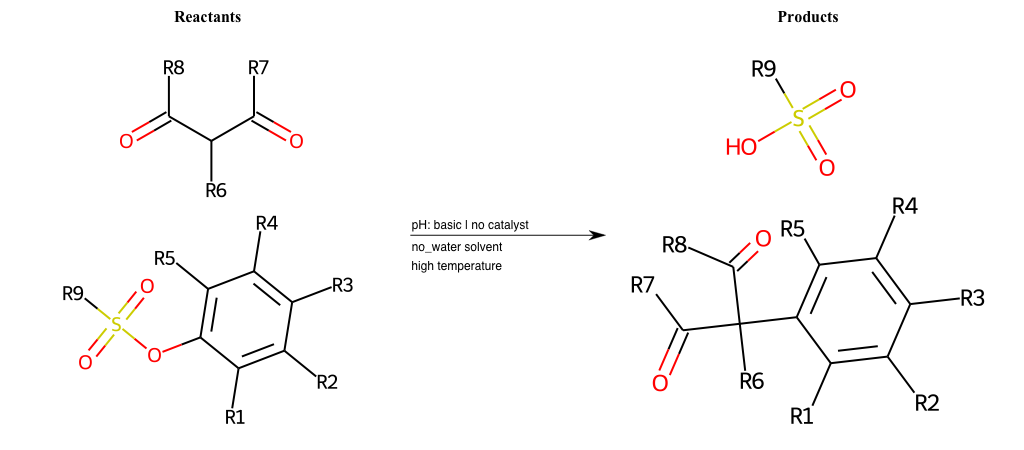 Reactants
Products
R8
R7
O
O
R6
R9
O
S
HO
O
pH: basic | no catalyst
no_water solvent
high temperature
R4
R5
R3
R9
O
S
O
O
R2
R1
R4
R5
R8
O
R7
R3
O
R6
R2
R1